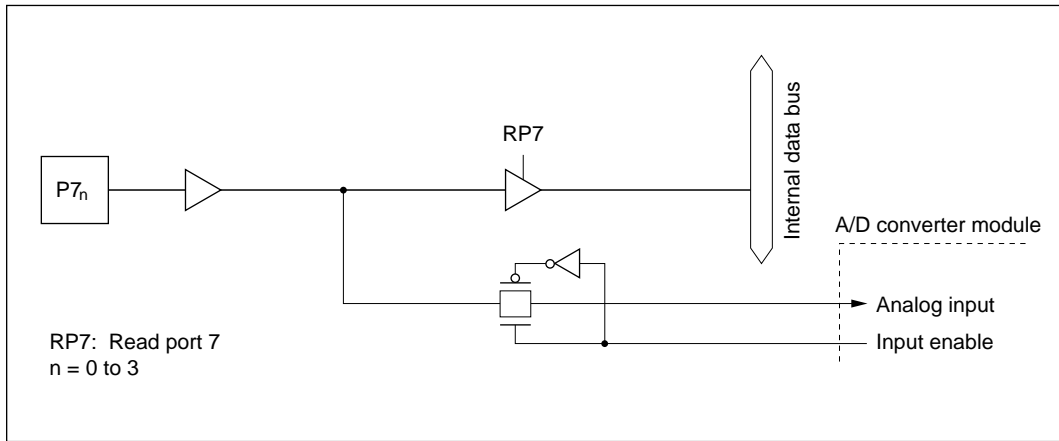 RP7
P7n
Internal data bus
A/D converter module
Analog input
Input enable
RP7: Read port 7
n = 0 to 3